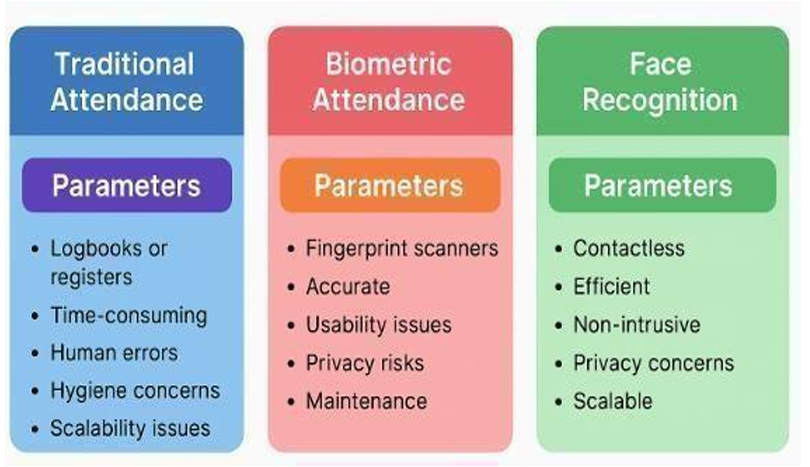 Traditional
Attendance
Parameters
• Logbooks or
registers
• Time-consuming
• Human errors
• Hygiene concerns
• Scalability issues
Biometric
Attendance
Parameters
• Fingerprint scanners
• Accurate
• Usability issues
• Privacy risks
• Maintenance
Face
Recognition
Parameters
• Contactless
• Efficient
• Non-intrusive
• Privacy concerns
• Scalable